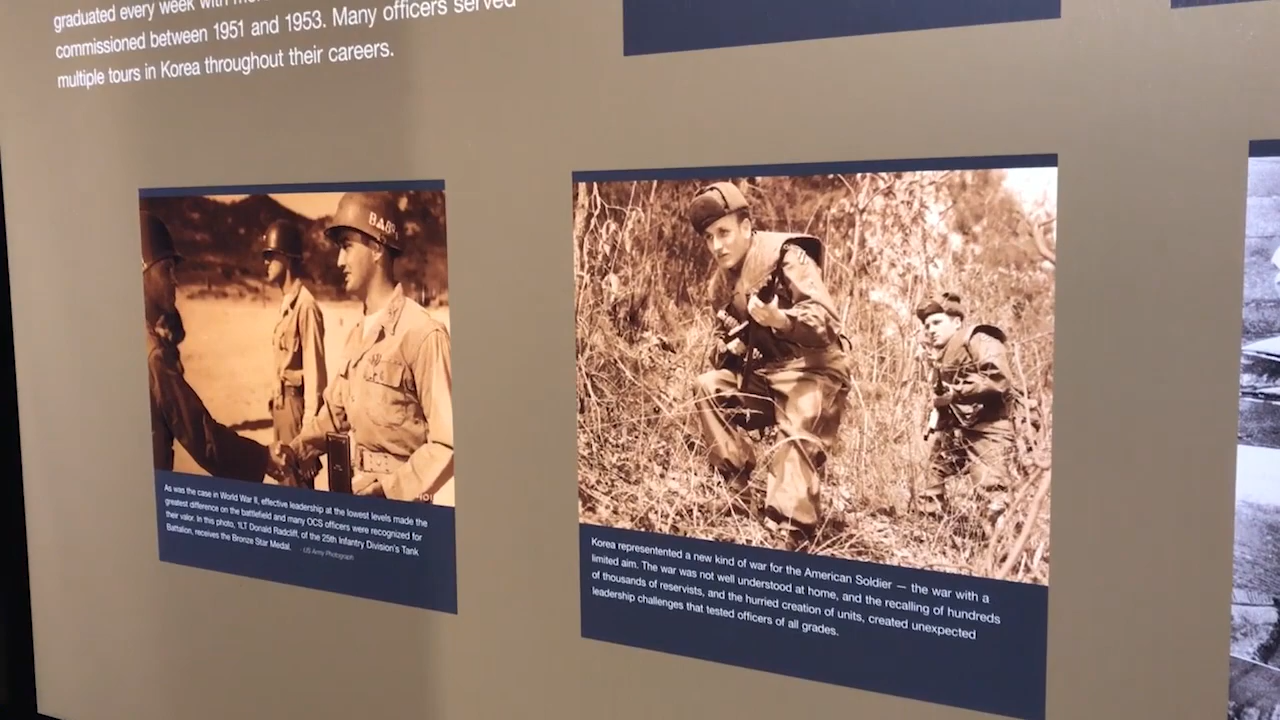 graduated every week with
commissioned between 1951 and 1953. Many officers served
multiple tours in Korea throughout their careers.
As was the case in World War II, effective leadership at the lowest levels made the
greatest difference on the battlefield and many OCS officers were recognized for
their valor. In this photo, 1LT Donald Radcliff, of the 25th Infantry Division's Tank
Battalion, receives the Bronze Star Medal. - US Army Photograph
Korea representented a new kind of war for the American Soldier — the war with a
limited aim. The war was not well understood at home, and the recalling of hundreds
of thousands of reservists, and the hurried creation of units, created unexpected
leadership challenges that tested officers of all grades.